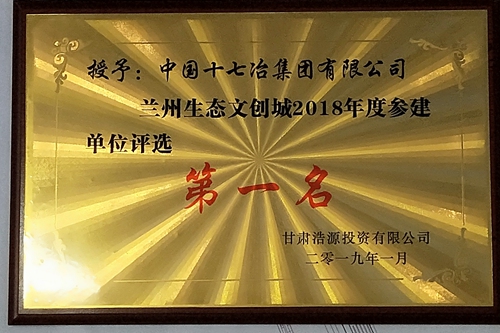 授予：中国十七冶集团有限公司
兰州生态文创城2018年度参建
单位评选
第一名
甘肃浩源投资有限公司
二零一九年一月